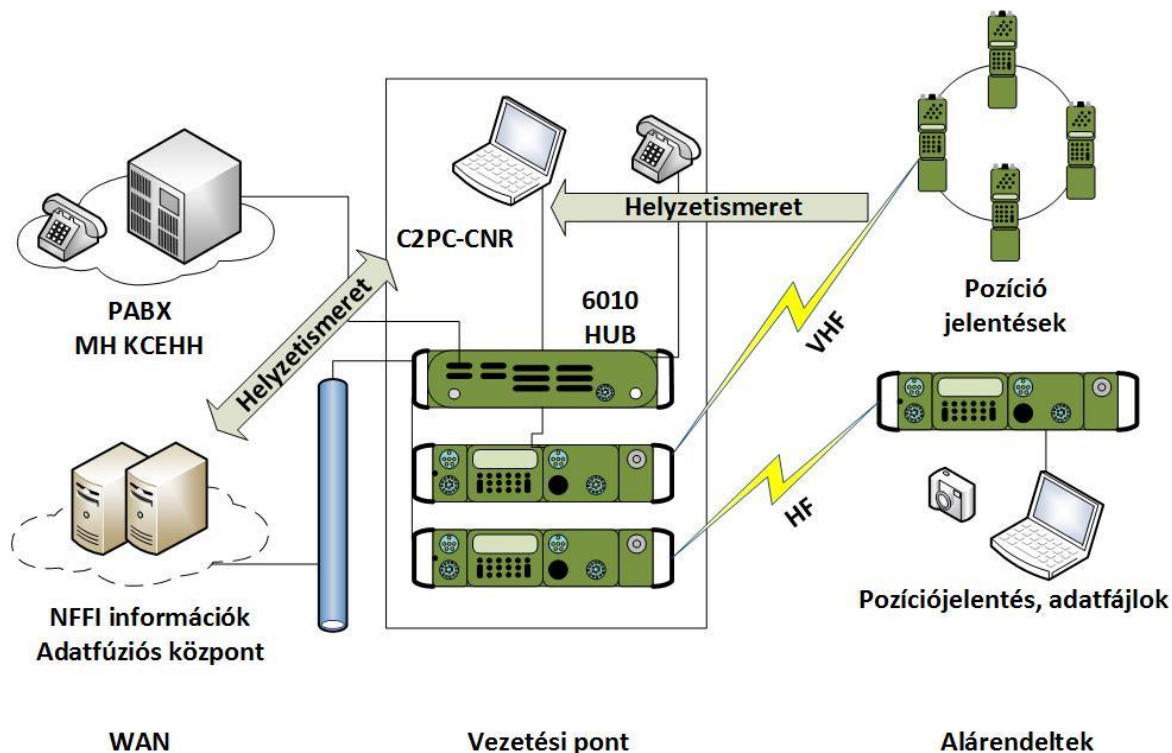 C2PC-CNR
Helyzetismeret
PABX
MH KCEHH
Helyzetismeret
6010
HUB
VHF
HF
Pozíció
jelentések
NFFI információk
Adatfúziós központ
Pozíciójelentés, adatfájlok
WAN
Vezetési pont
Alárendeltek